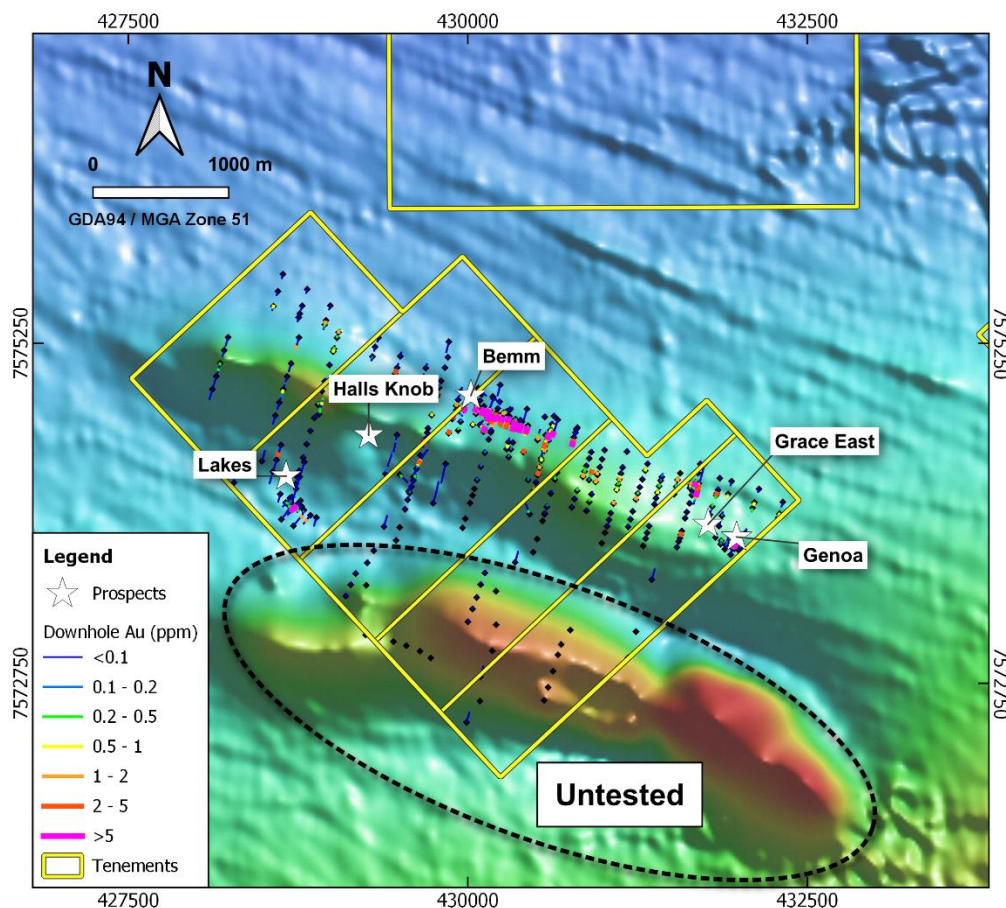 427500
430000
432500
N
0
1000 m
GDA94 / MGA Zone 51
7575250
7575250
Bemm
Halls Knob
Grace East
Lakes
Genoa
Legend
Prospects
Downhole Au (ppm)
<0.1
0.1 - 0.2
0.2 - 0.5
0.5 - 1
1 - 2
2 - 5
>5
Tenements
7572750
7572750
Untested
427500
430000
432500